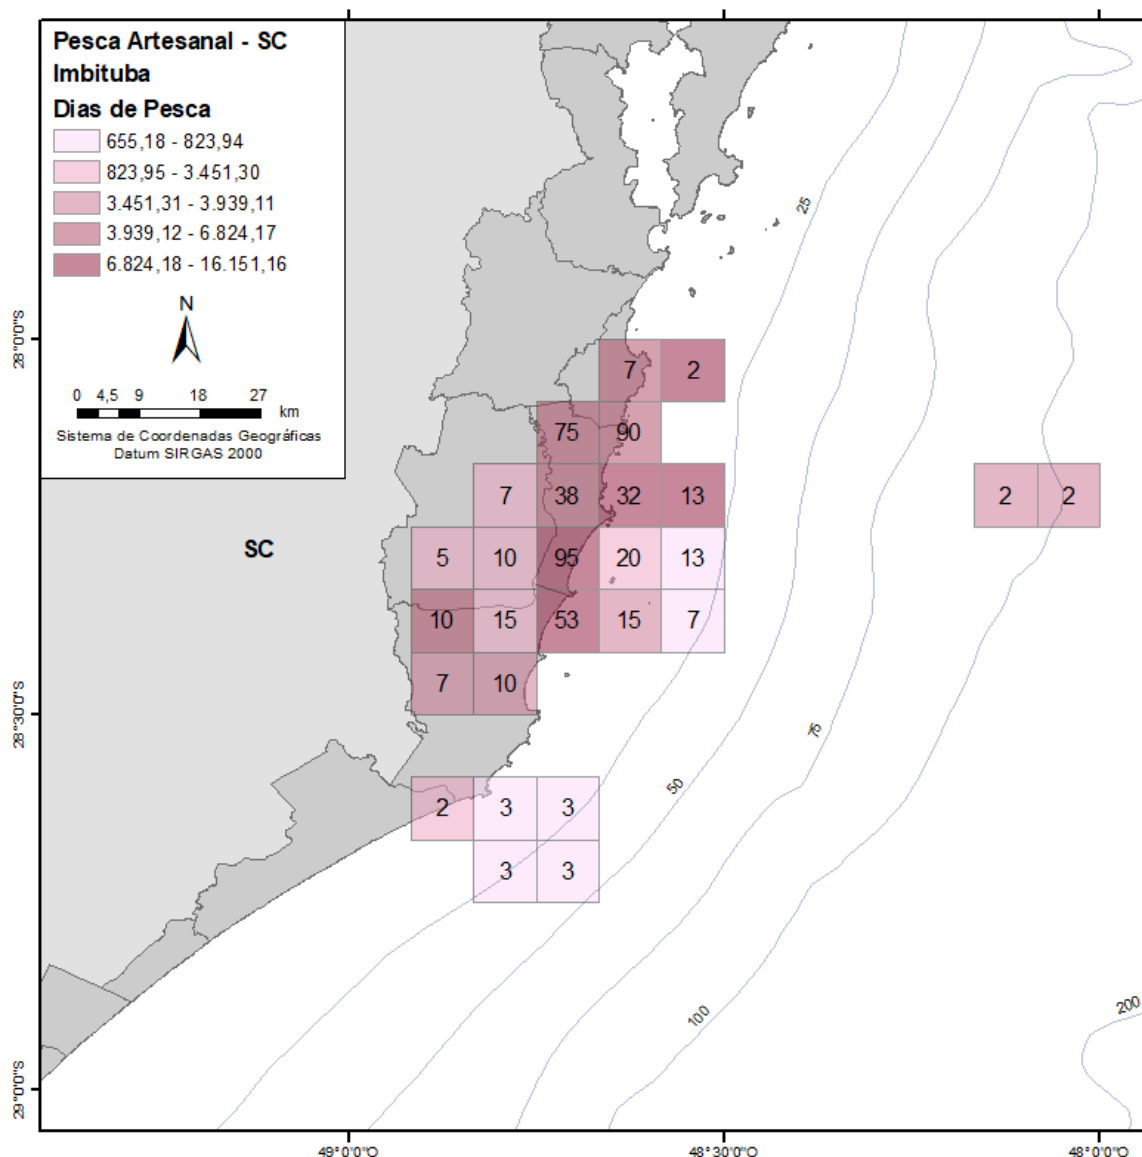 Pesca Artesanal - SC
Imbituba
Dias de Pesca
655,18 - 823,94
823,95 - 3.451,30
3.451,31 - 3.939,11
3.939,12 - 6.824,17
6.824,18 - 16.151,16
N
0 4,5 9 18 27
km
Sistema de Coordenadas Geográficas
Datum SIRGAS 2000
25
28°0'0"S
7 2
75 90
7 38 32 13 2 2
SC
5 10 95 20 13
10 15 53 15 7
7 10
28°30'0"S
75
50
2 3 3
3 3
100
200
29°0'0"S
49°0'0"O 48°30'0"O 48°0'0"O